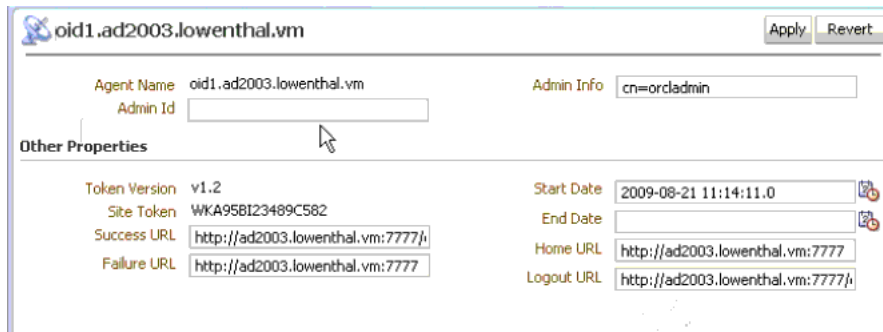 oid1.ad2003.lowenthal.vm
Apply Revert
Agent Name oid1.ad2003.lowenthal.vm
Admin Info cn=orcladmin
Admin Id
Other Properties
Token Version v1.2
Start Date 2009-08-21 11:14:11.0
Site Token WKA95BI23489C582
End Date
Success URL http://ad2003.lowenthal.vm:7777/
Home URL http://ad2003.lowenthal.vm:7777
Failure URL http://ad2003.lowenthal.vm:7777
Logout URL http://ad2003.lowenthal.vm:7777/